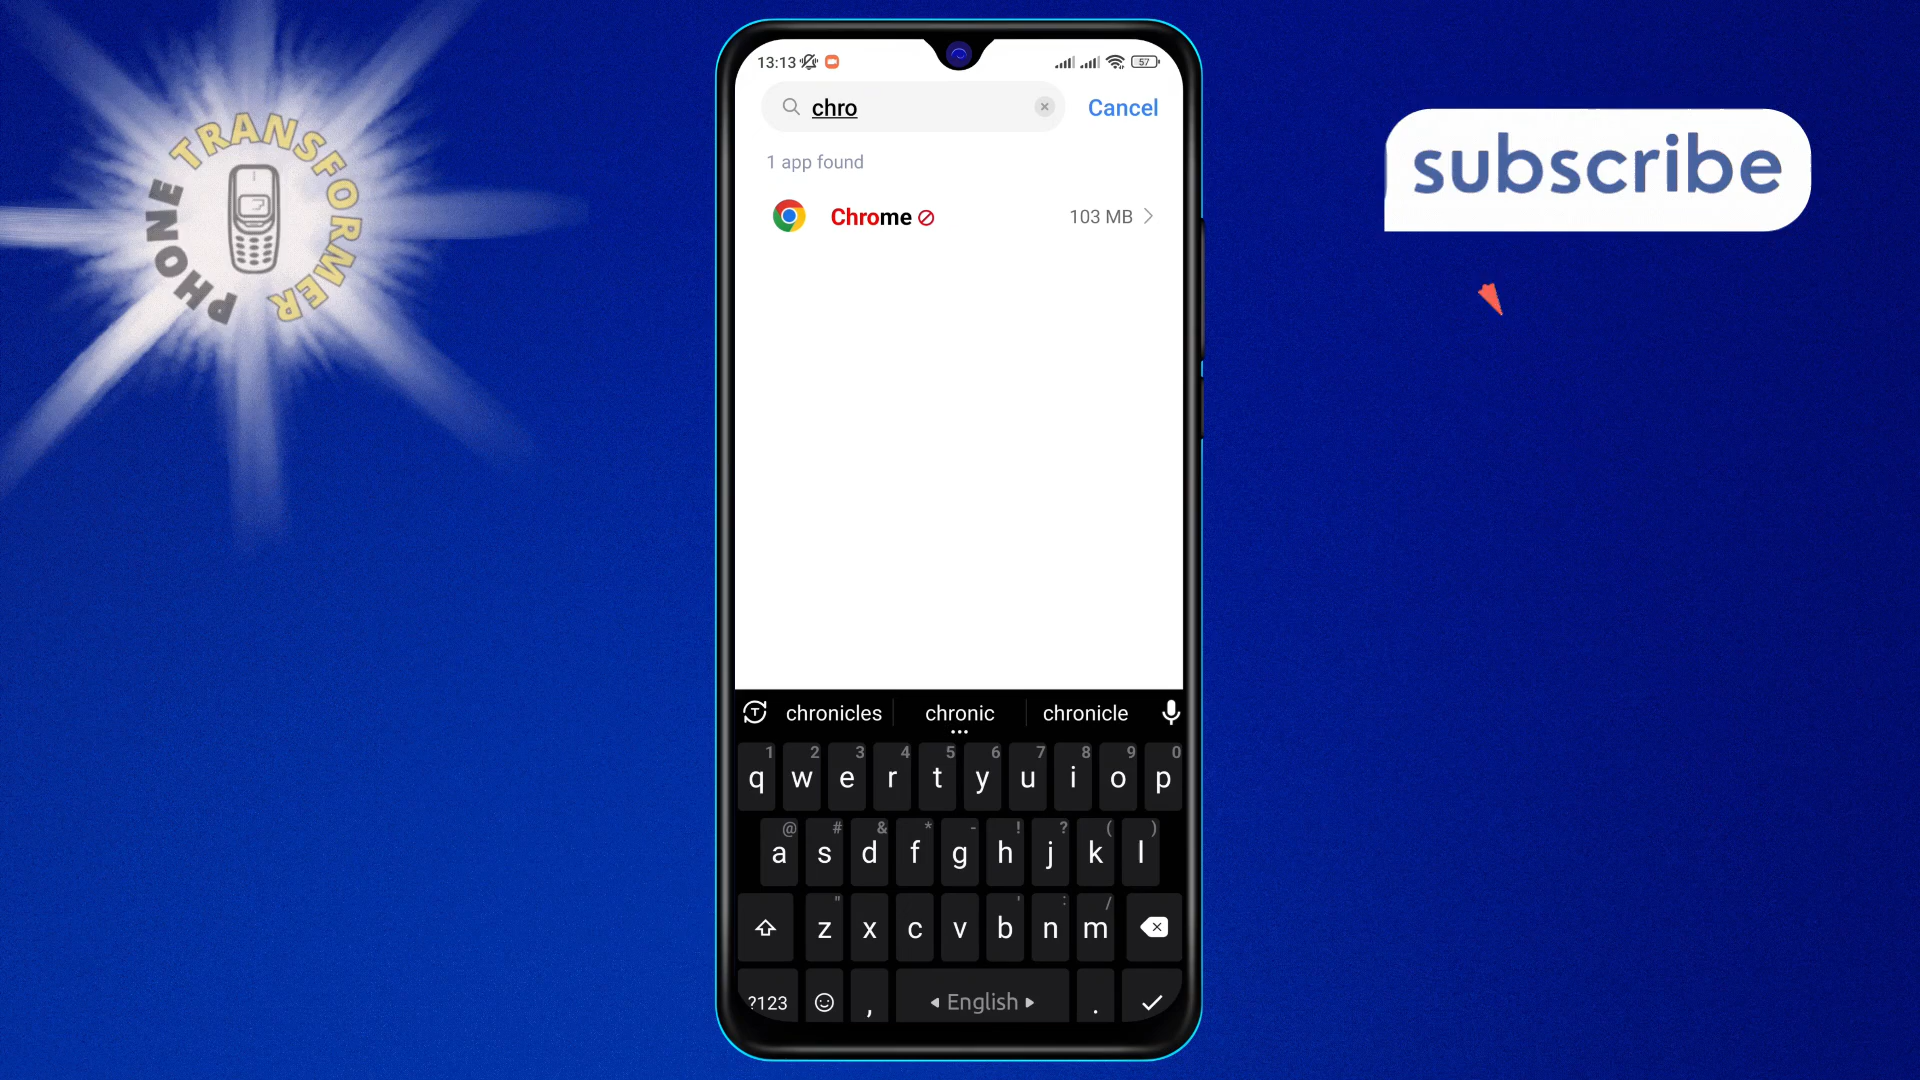 PHONE TRANSFORMER
subscribe
13:13
57
chro
Cancel
1 app found
Chrome
103 MB
chronicles chronic chronicle
1 2 3 4 5 6 7 8 9 0
q w e r t y u i o p
@ # & * - ! ? ( )
a s d f g h j k l
" ' : /
z x c v b n m
?123 , English .